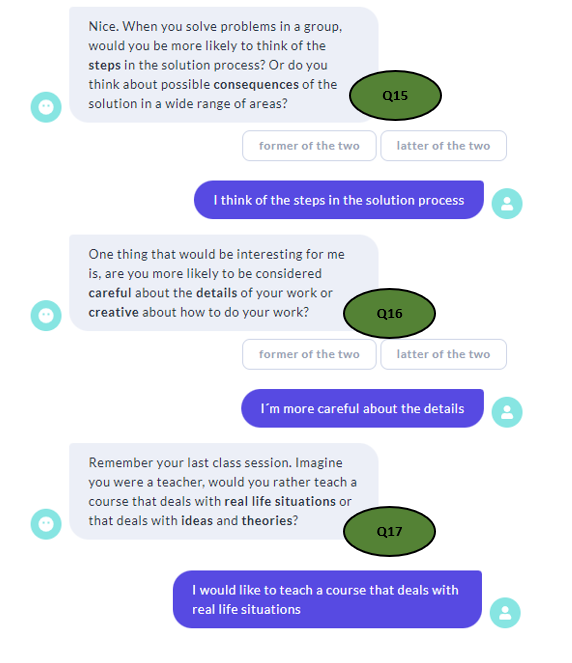 Nice. When you solve problems in a group,
would you be more likely to think of the
steps in the solution process? Or do you
think about possible consequences of the
solution in a wide range of areas?
Q15
former of the two
latter of the two
I think of the steps in the solution process
One thing that would be interesting for me
is, are you more likely to be considered
careful about the details of your work or
creative about how to do your work?
Q16
former of the two
latter of the two
I´m more careful about the details
Remember your last class session. Imagine
you were a teacher, would you rather teach a
course that deals with real life situations or
that deals with ideas and theories?
Q17
I would like to teach a course that deals with
real life situations